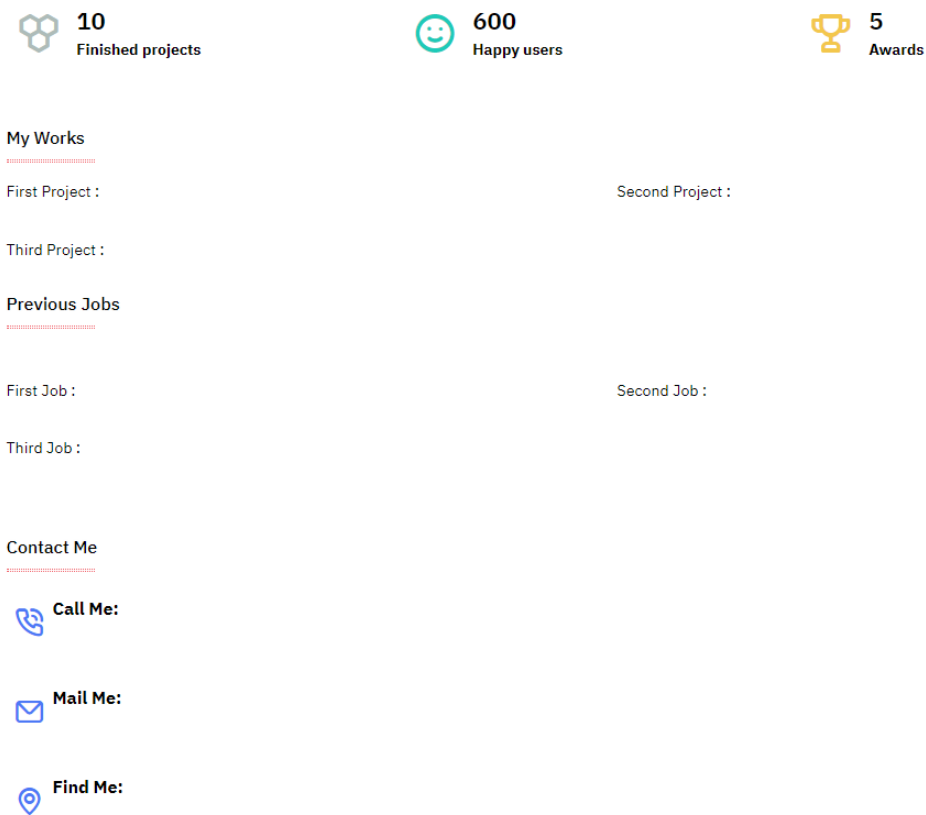 10
Finished projects
600
Happy users
5
Awards
My Works
First Project :
Second Project :
Third Project :
Previous Jobs
First Job :
Second Job :
Third Job :
Contact Me
Call Me:
Mail Me:
Find Me: